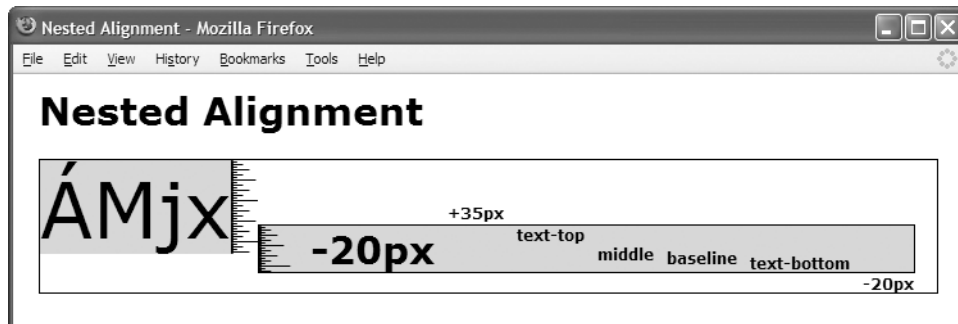 Nested Alignment - Mozilla Firefox
File Edit View History Bookmarks Tools Help
Nested Alignment
ÁMjx
+35px
-20px
text-top
middle
baseline
text-bottom
-20px